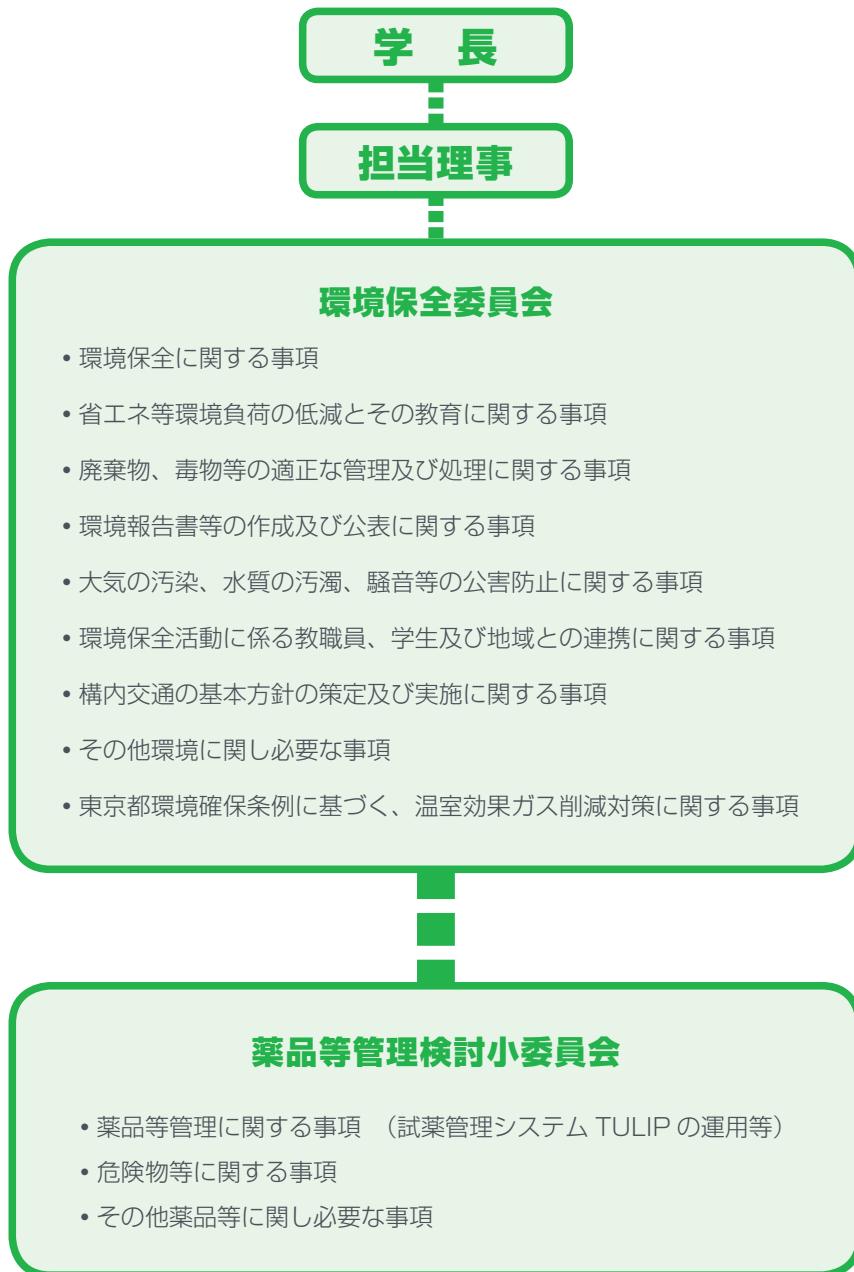 学　長
担当理事
環境保全委員会
• 環境保全に関する事項
• 省エネ等環境負荷の低減とその教育に関する事項
• 廃棄物、毒物等の適正な管理及び処理に関する事項
• 環境報告書等の作成及び公表に関する事項
• 大気の汚染、水質の汚濁、騒音等の公害防止に関する事項
• 環境保全活動に係る教職員、学生及び地域との連携に関する事項
• 構内交通の基本方針の策定及び実施に関する事項
• その他環境に関し必要な事項
• 東京都環境確保条例に基づく、温室効果ガス削減対策に関する事項
薬品等管理検討小委員会
• 薬品等管理に関する事項　（試薬管理システム TULIP の運用等）
• 危険物等に関する事項
• その他薬品等に関し必要な事項